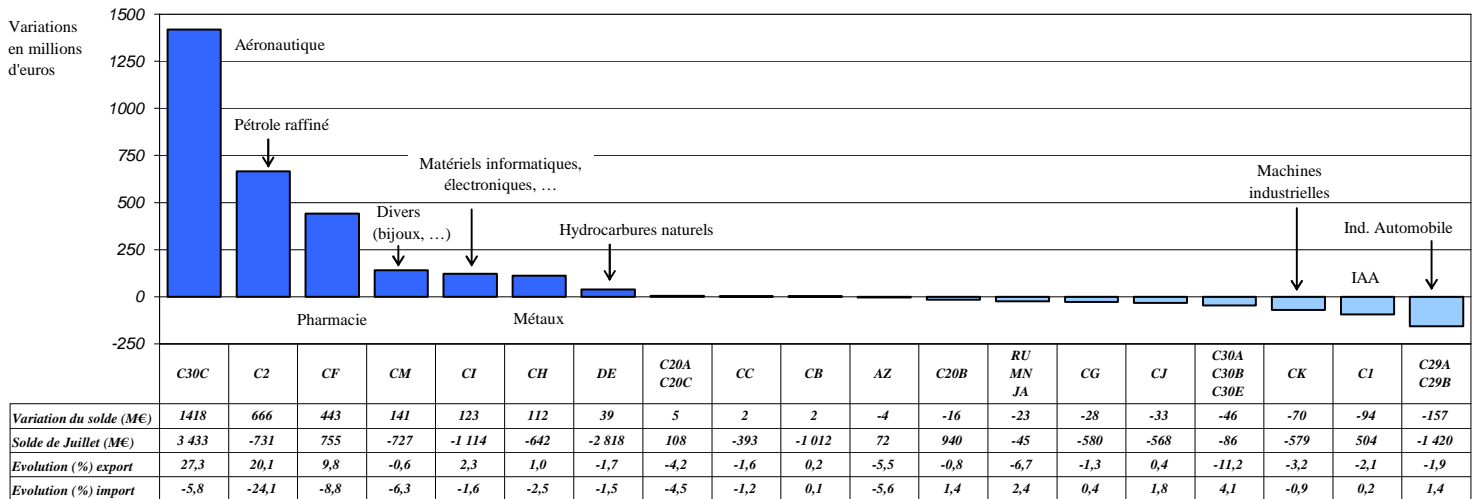 Variations
en millions
d'euros
1500
1250
1000
750
500
250
0
-250
Aéronautique
Pétrole raffiné
Pharmacie
Divers
(bijoux, …)
Matériels informatiques,
électroniques, …
Métaux
Hydrocarbures naturels
Machines
industrielles
IAA
Ind. Automobile
C30C C2 CF CM CI CH DE C20A C20C CC CB AZ C20B RU MN JA CG CJ C30A C30B C30E CK C1 C29A C29B
Variation du solde (M€) 1418 666 443 141 123 112 39 5 2 2 -4 -16 -23 -28 -33 -46 -70 -94 -157
Solde de Juillet (M€) 3 433 -731 755 -727 -1 114 -642 -2 818 108 -393 -1 012 72 940 -45 -580 -568 -86 -579 504 -1 420
Evolution (%) export 27,3 20,1 9,8 -0,6 2,3 1,0 -1,7 -4,2 -1,6 0,2 -5,5 -0,8 -6,7 -1,3 0,4 -11,2 -3,2 -2,1 -1,9
Evolution (%) import -5,8 -24,1 -8,8 -6,3 -1,6 -2,5 -1,5 -4,5 -1,2 0,1 -5,6 1,4 2,4 0,4 1,8 4,1 -0,9 0,2 1,4